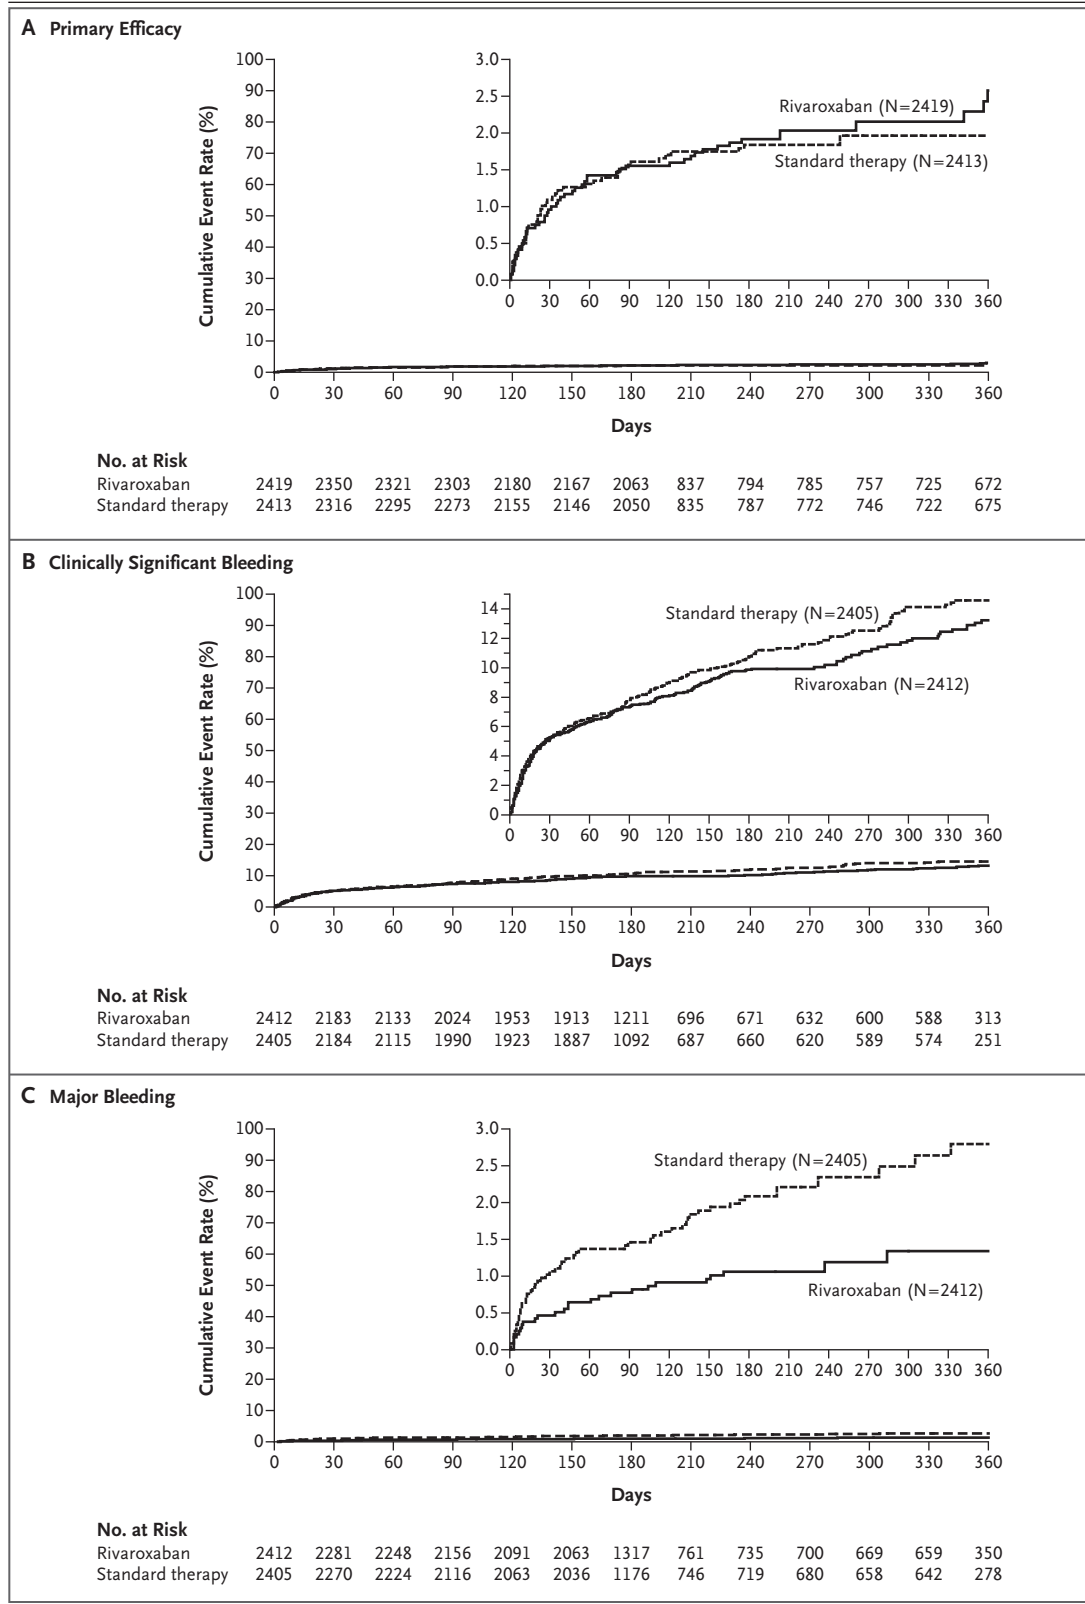 A Primary Efficacy
Cumulative Event Rate (%)
100
90
80
70
60
50
40
30
20
10
0
3.0
2.5
2.0
1.5
1.0
0.5
0.0
Rivaroxaban (N=2419)
Standard therapy (N=2413)
0 30 60 90 120 150 180 210 240 270 300 330 360
0 30 60 90 120 150 180 210 240 270 300 330 360
Days
No. at Risk
Rivaroxaban 2419 2350 2321 2303 2180 2167 2063 837 794 785 757 725 672
Standard therapy 2413 2316 2295 2273 2155 2146 2050 835 787 772 746 722 675
B Clinically Significant Bleeding
Cumulative Event Rate (%)
100
90
80
70
60
50
40
30
20
10
0
14
12
10
8
6
4
2
0
Standard therapy (N=2405)
Rivaroxaban (N=2412)
0 30 60 90 120 150 180 210 240 270 300 330 360
0 30 60 90 120 150 180 210 240 270 300 330 360
Days
No. at Risk
Rivaroxaban 2412 2183 2133 2024 1953 1913 1211 696 671 632 600 588 313
Standard therapy 2405 2184 2115 1990 1923 1887 1092 687 660 620 589 574 251
C Major Bleeding
Cumulative Event Rate (%)
100
90
80
70
60
50
40
30
20
10
0
3.0
2.5
2.0
1.5
1.0
0.5
0.0
Standard therapy (N=2405)
Rivaroxaban (N=2412)
0 30 60 90 120 150 180 210 240 270 300 330 360
0 30 60 90 120 150 180 210 240 270 300 330 360
Days
No. at Risk
Rivaroxaban 2412 2281 2248 2156 2091 2063 1317 761 735 700 669 659 350
Standard therapy 2405 2270 2224 2116 2063 2036 1176 746 719 680 658 642 278